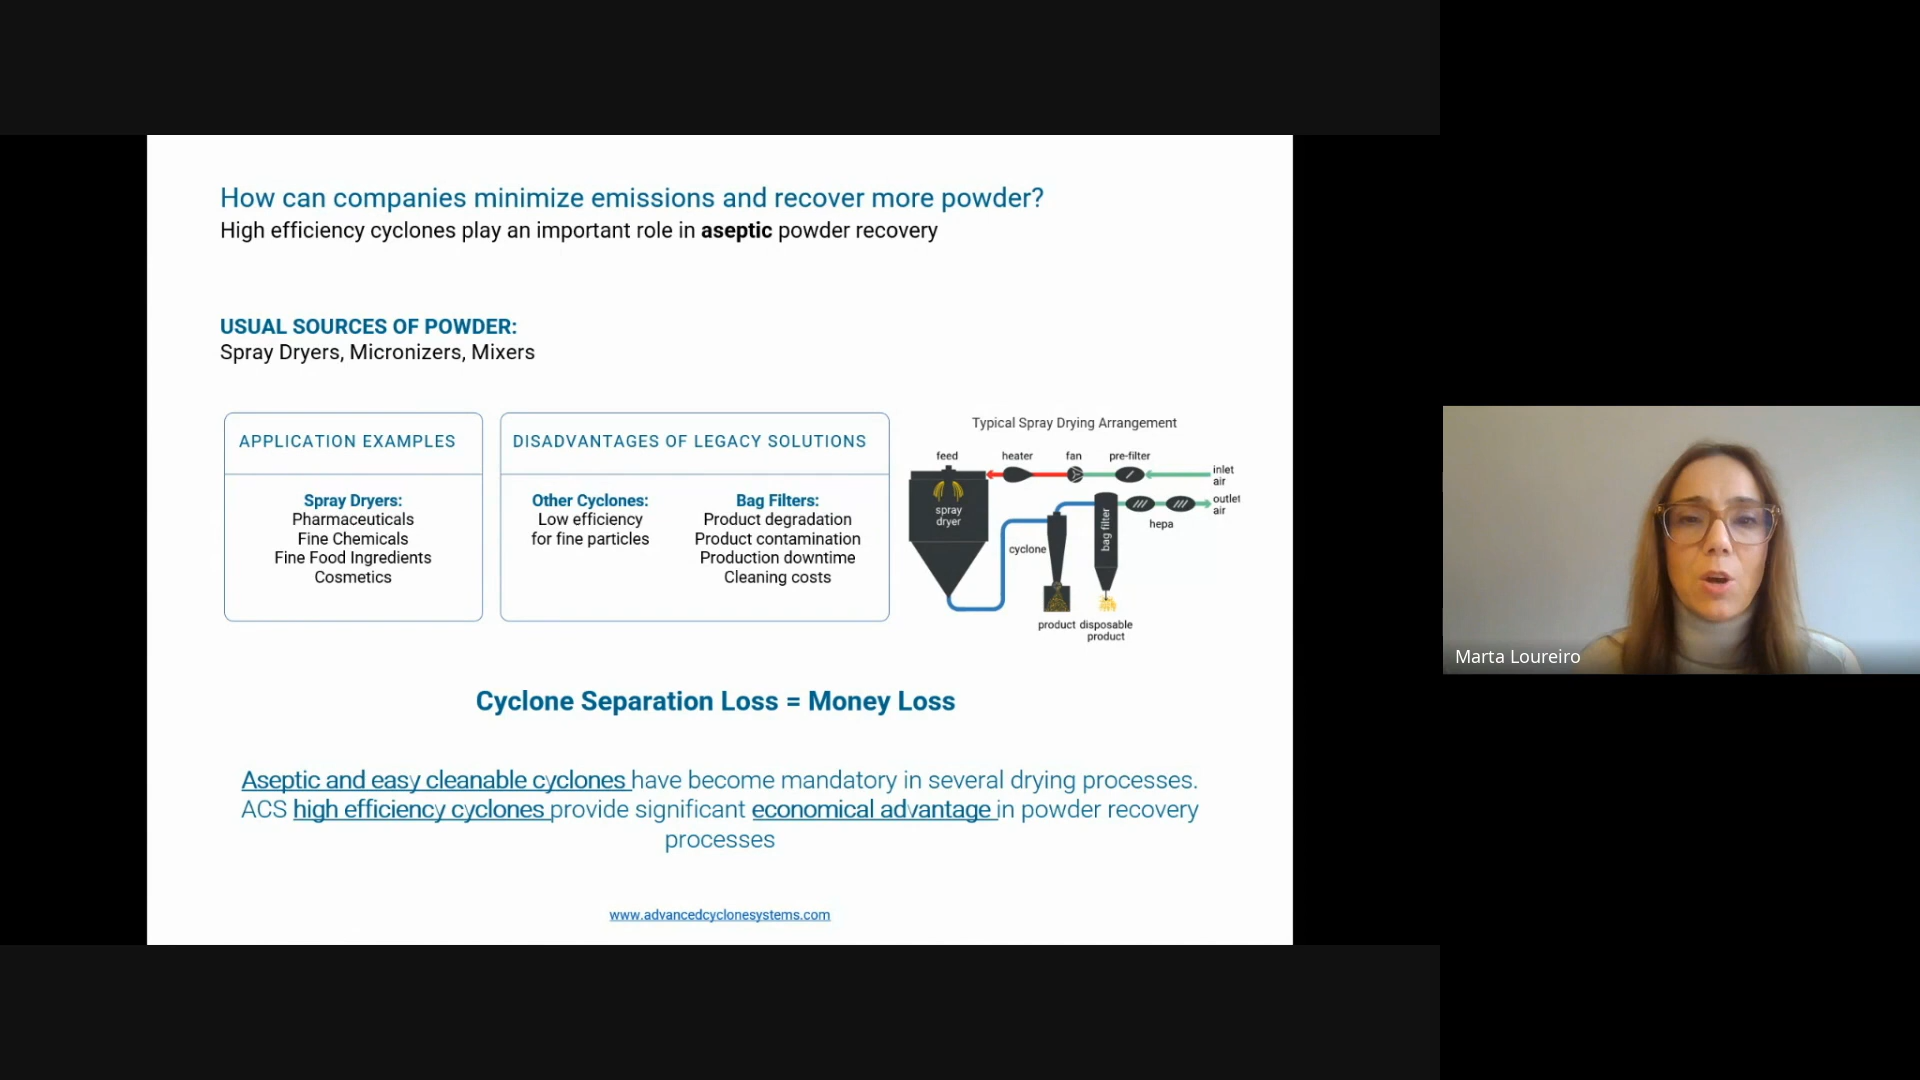 How can companies minimize emissions and recover more powder?
High efficiency cyclones play an important role in aseptic powder recovery
USUAL SOURCES OF POWDER:
Spray Dryers, Micronizers, Mixers
APPLICATION EXAMPLES
Spray Dryers:
Pharmaceuticals
Fine Chemicals
Fine Food Ingredients
Cosmetics
DISADVANTAGES OF LEGACY SOLUTIONS
Other Cyclones:
Low efficiency
for fine particles
Bag Filters:
Product degradation
Product contamination
Production downtime
Cleaning costs
Typical Spray Drying Arrangement
feed
heater
fan
pre-filter
inlet
air
outlet
air
spray
dryer
hepa
cyclone
bag filter
product
disposable
product
Cyclone Separation Loss = Money Loss
Aseptic and easy cleanable cyclones have become mandatory in several drying processes.
ACS high efficiency cyclones provide significant economical advantage in powder recovery
processes
www.advancedcyclonesystems.com
Marta Loureiro